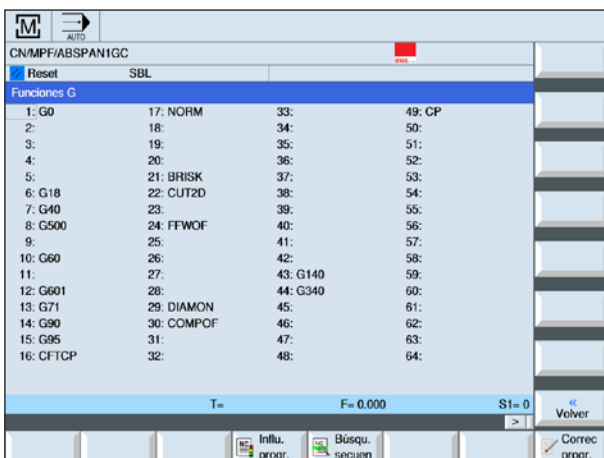 M
AUTO
CN/MPF/ABSPAN1GC
Reset SBL
Funciones G
1: G0 17: NORM 33: 49: CP
2: 18: 34: 50:
3: 19: 35: 51:
4: 20: 36: 52:
5: 21: BRISK 37: 53:
6: G18 22: CUT2D 38: 54:
7: G40 23: 39: 55:
8: G500 24: FFWOF 40: 56:
9: 25: 41: 57:
10: G60 26: 42: 58:
11: 27: 43: G140 59:
12: G601 28: 44: G340 60:
13: G71 29: DIAMON 45: 61:
14: G90 30: COMPOF 46: 62:
15: G95 31: 47: 63:
16: CFTCP 32: 48: 64:
T= F= 0.000 S1= 0
«
Volver
>
NC Influ. progr.
NC Búsqu. secuen
Correc progr.